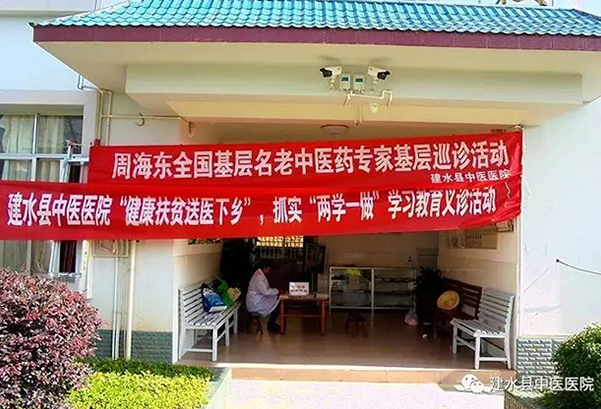 周海东全国基层名老中医药专家基层巡诊活动
建水县中医医院
建水县中医医院“健康扶贫送医下乡”，抓实“两学一做”学习教育义诊活动
建水县中医医院